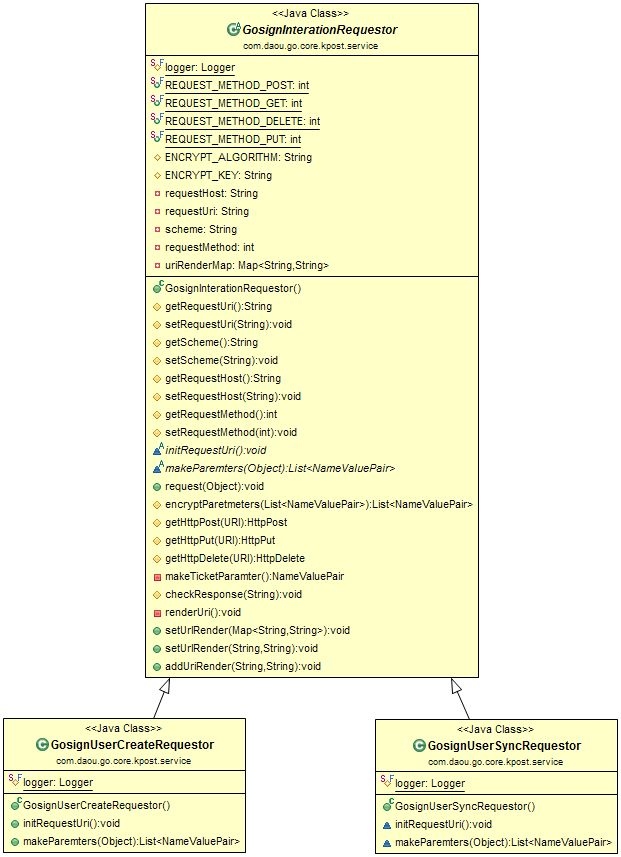 <<Java Class>>
GosignInterationRequestor
com.daou.go.core.kpost.service
logger: Logger
REQUEST_METHOD_POST: int
REQUEST_METHOD_GET: int
REQUEST_METHOD_DELETE: int
REQUEST_METHOD_PUT: int
ENCRYPT_ALGORITHM: String
ENCRYPT_KEY: String
requestHost: String
requestUri: String
scheme: String
requestMethod: int
uriRenderMap: Map<String,String>
GosignInterationRequestor()
getRequestUri():String
setRequestUri(String):void
getScheme():String
setScheme(String):void
getRequestHost():String
setRequestHost(String):void
getRequestMethod():int
setRequestMethod(int):void
initRequestUri():void
makeParemters(Object):List<NameValuePair>
request(Object):void
encryptParetmeters(List<NameValuePair>):List<NameValuePair>
getHttpPost(URI):HttpPost
getHttpPut(URI):HttpPut
getHttpDelete(URI):HttpDelete
makeTicketParamter():NameValuePair
checkResponse(String):void
renderUri():void
setUrlRender(Map<String,String>):void
setUrlRender(String,String):void
addUriRender(String,String):void
<<Java Class>>
GosignUserCreateRequestor
com.daou.go.core.kpost.service
logger: Logger
GosignUserCreateRequestor()
initRequestUri():void
makeParemters(Object):List<NameValuePair>
<<Java Class>>
GosignUserSyncRequestor
com.daou.go.core.kpost.service
logger: Logger
GosignUserSyncRequestor()
initRequestUri():void
makeParemters(Object):List<NameValuePair>